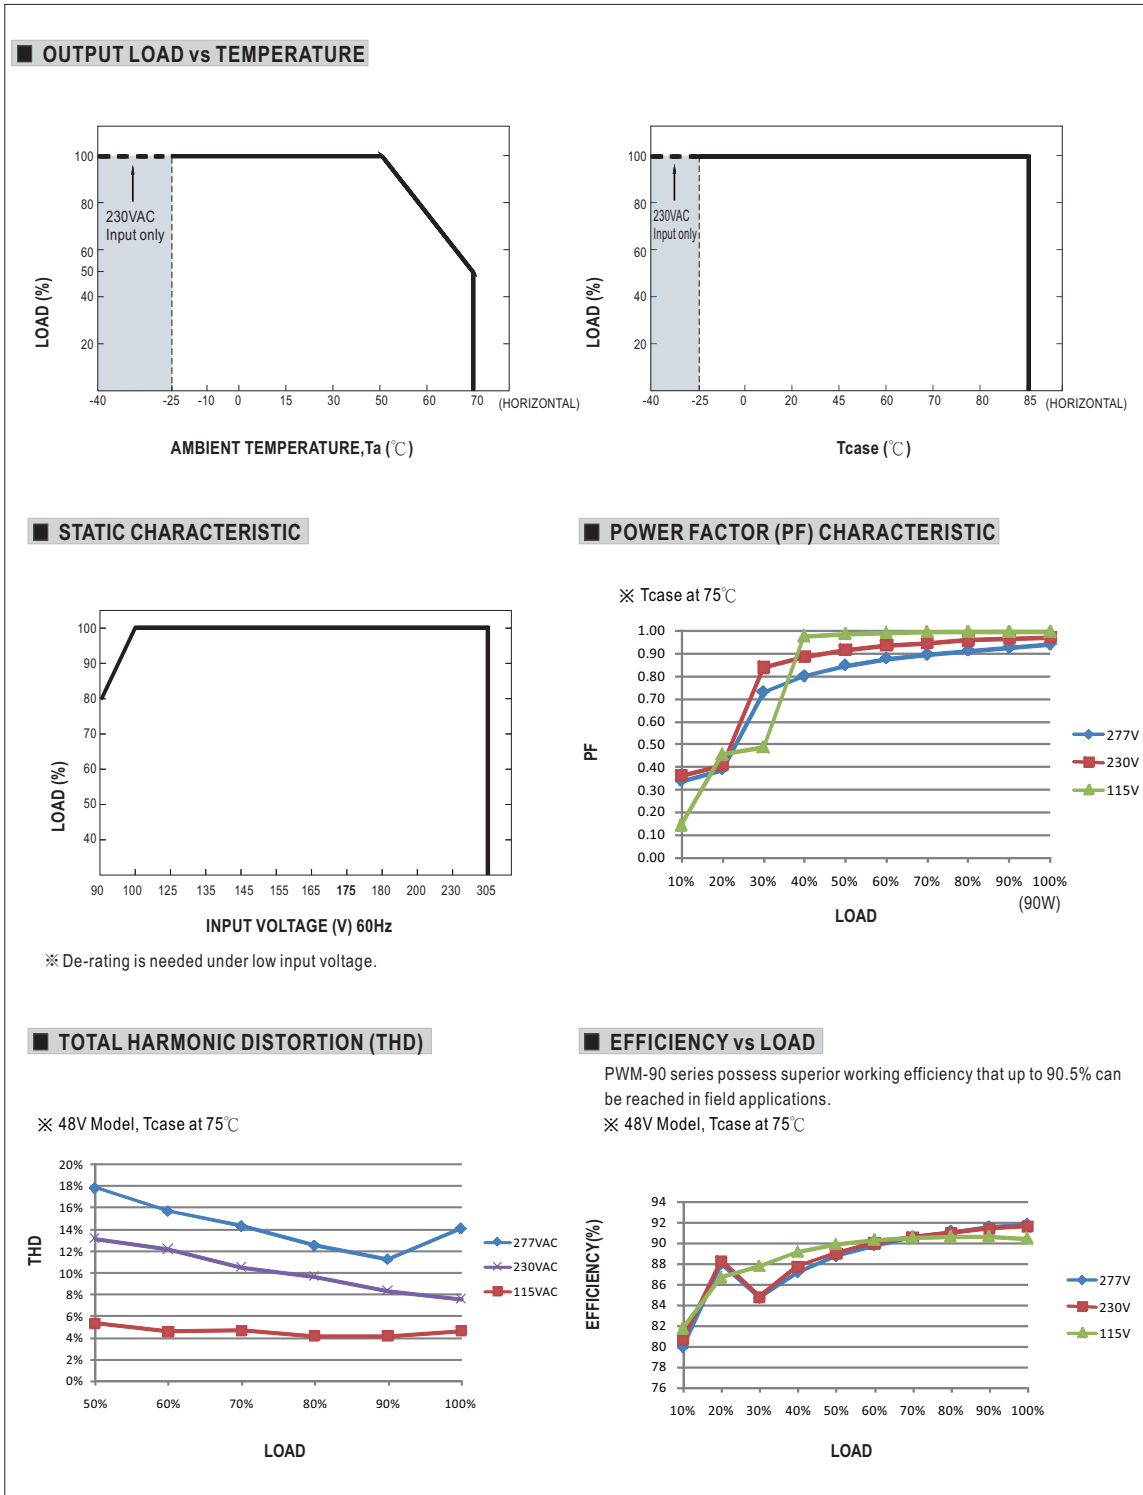 ■ OUTPUT LOAD vs TEMPERATURE
100
80
60
50
40
20
LOAD (%)
230VAC
Input only
-40 -25 -10 0 15 30 50 60 70 (HORIZONTAL)
AMBIENT TEMPERATURE,Ta (℃)
100
80
60
40
20
LOAD (%)
230VAC
Input only
-40 -25 0 20 45 60 70 80 85 (HORIZONTAL)
Tcase (℃)
■ STATIC CHARACTERISTIC
100
90
80
70
60
50
40
LOAD (%)
90 100 125 135 145 155 165 175 180 200 230 305
INPUT VOLTAGE (V) 60Hz
※ De-rating is needed under low input voltage.
■ POWER FACTOR (PF) CHARACTERISTIC
※ Tcase at 75℃
1.00
0.90
0.80
0.70
0.60
0.50
0.40
0.30
0.20
0.10
0.00
PF
277V
230V
115V
10% 20% 30% 40% 50% 60% 70% 80% 90% 100%
(90W)
LOAD
■ TOTAL HARMONIC DISTORTION (THD)
※ 48V Model, Tcase at 75℃
20%
18%
16%
14%
12%
10%
8%
6%
4%
2%
0%
THD
277VAC
230VAC
115VAC
50% 60% 70% 80% 90% 100%
LOAD
■ EFFICIENCY vs LOAD
PWM-90 series possess superior working efficiency that up to 90.5% can
be reached in field applications.
※ 48V Model, Tcase at 75℃
94
92
90
88
86
84
82
80
78
76
EFFICIENCY(%)
277V
230V
115V
10% 20% 30% 40% 50% 60% 70% 80% 90% 100%
LOAD